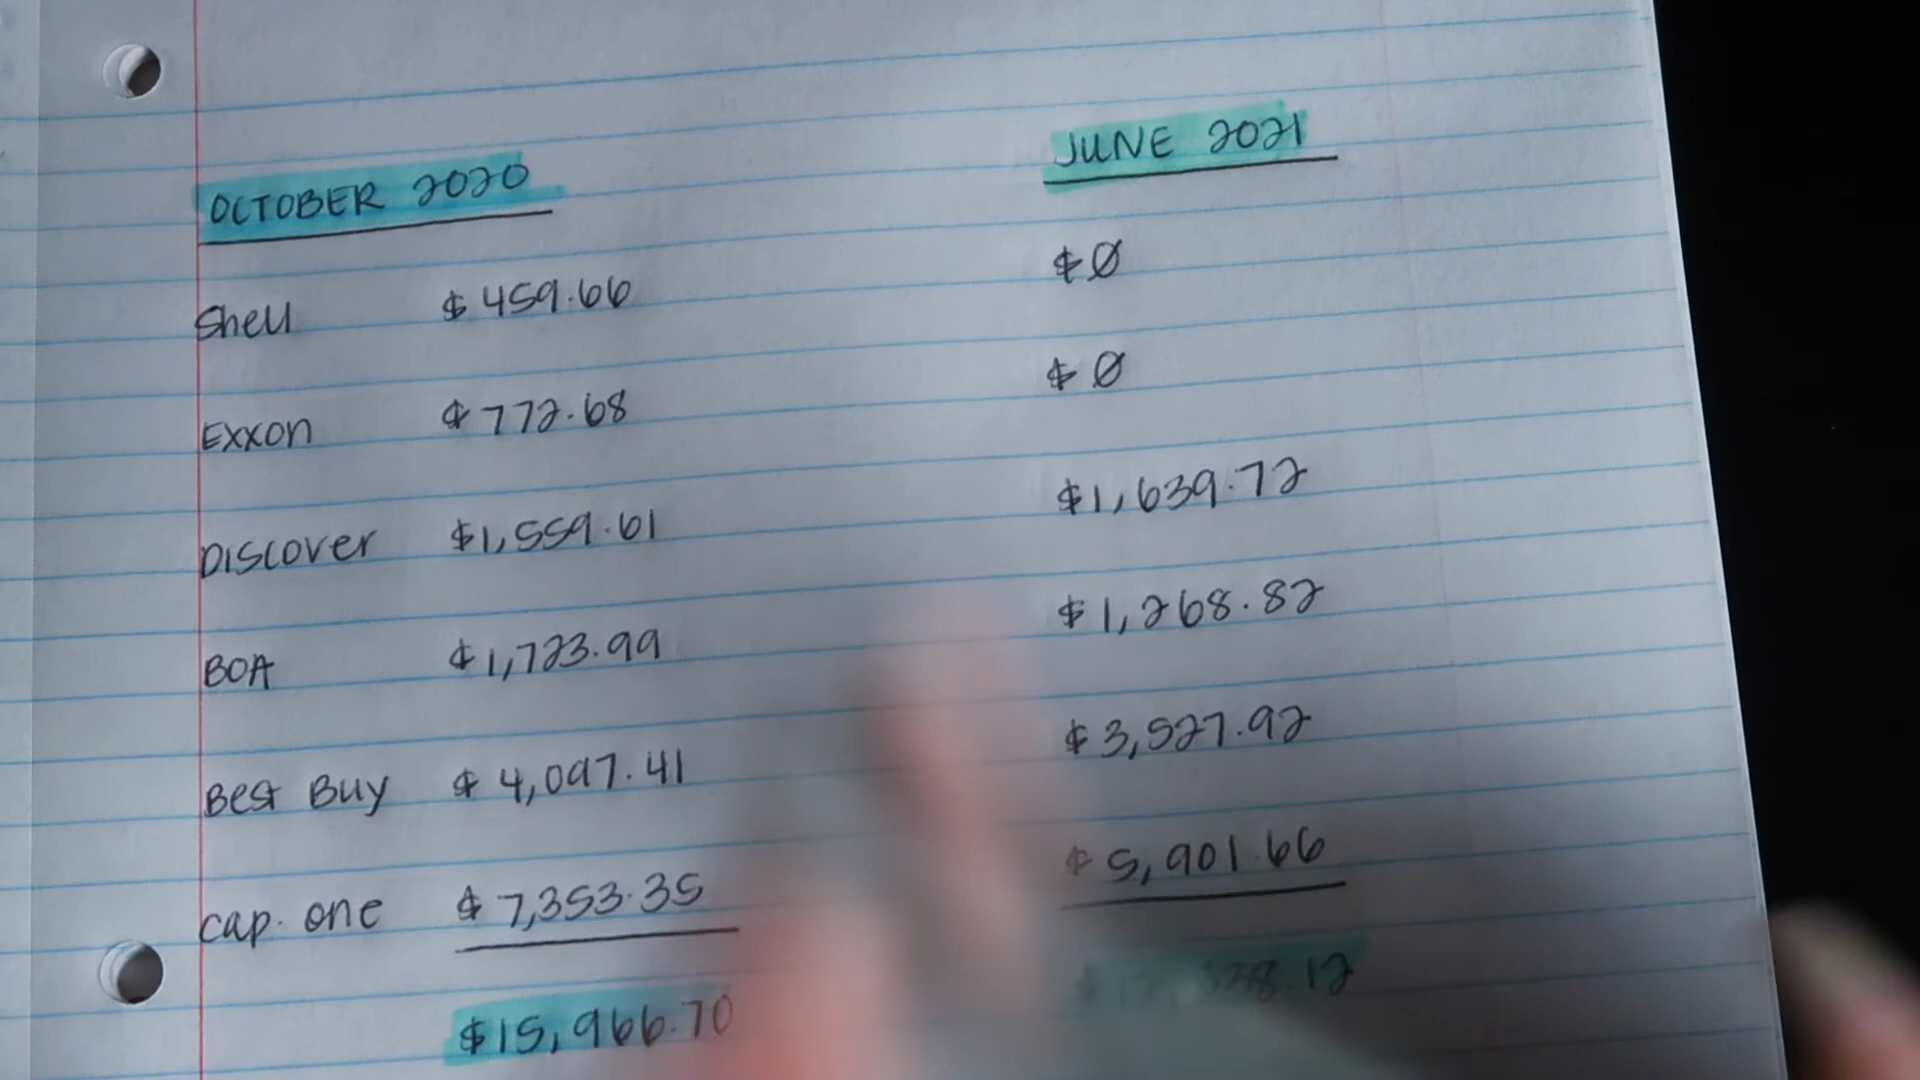 OCTOBER 2020 JUNE 2021
Shell $459.66 $0
Exxon $772.68 $0
DISCOVER $1,559.61 $1,639.72
BOA $1,723.99 $1,268.82
Best Buy $4,097.41 $3,527.92
cap. one $7,353.35 $5,901.66
$15,966.70